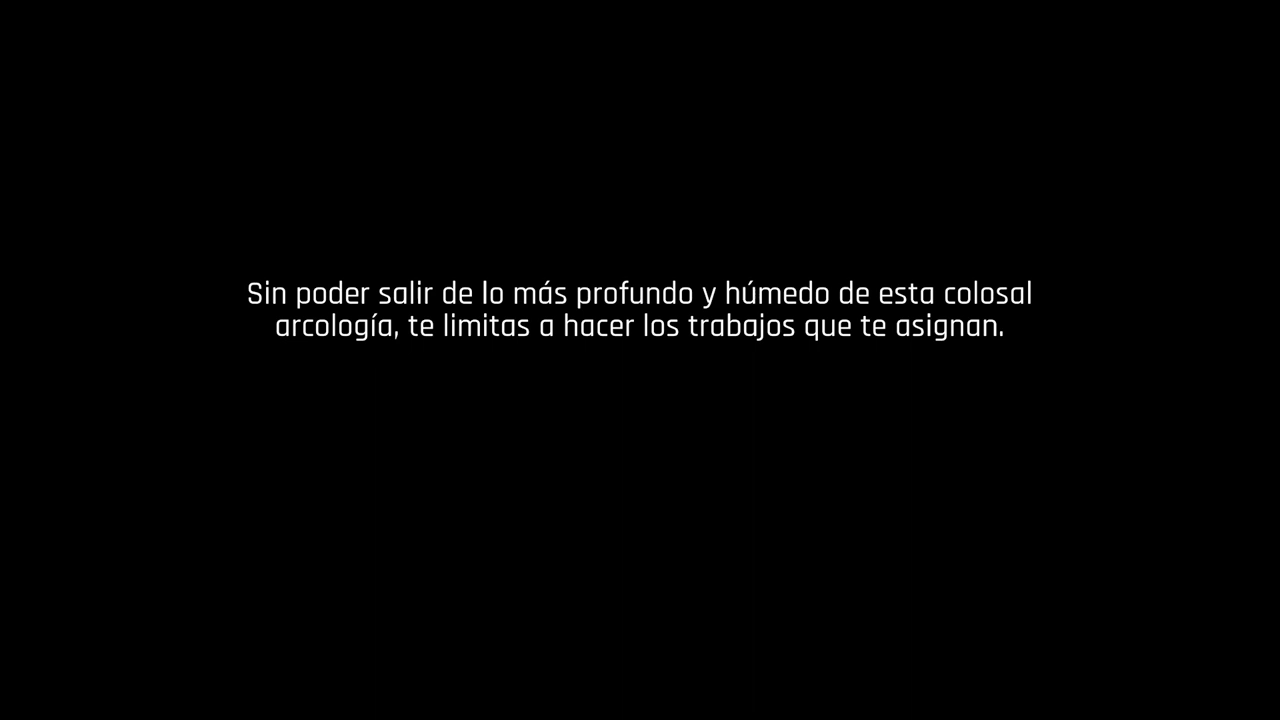 Sin poder salir de lo más profundo y húmedo de esta colosal
arcología, te limitas a hacer los trabajos que te asignan.